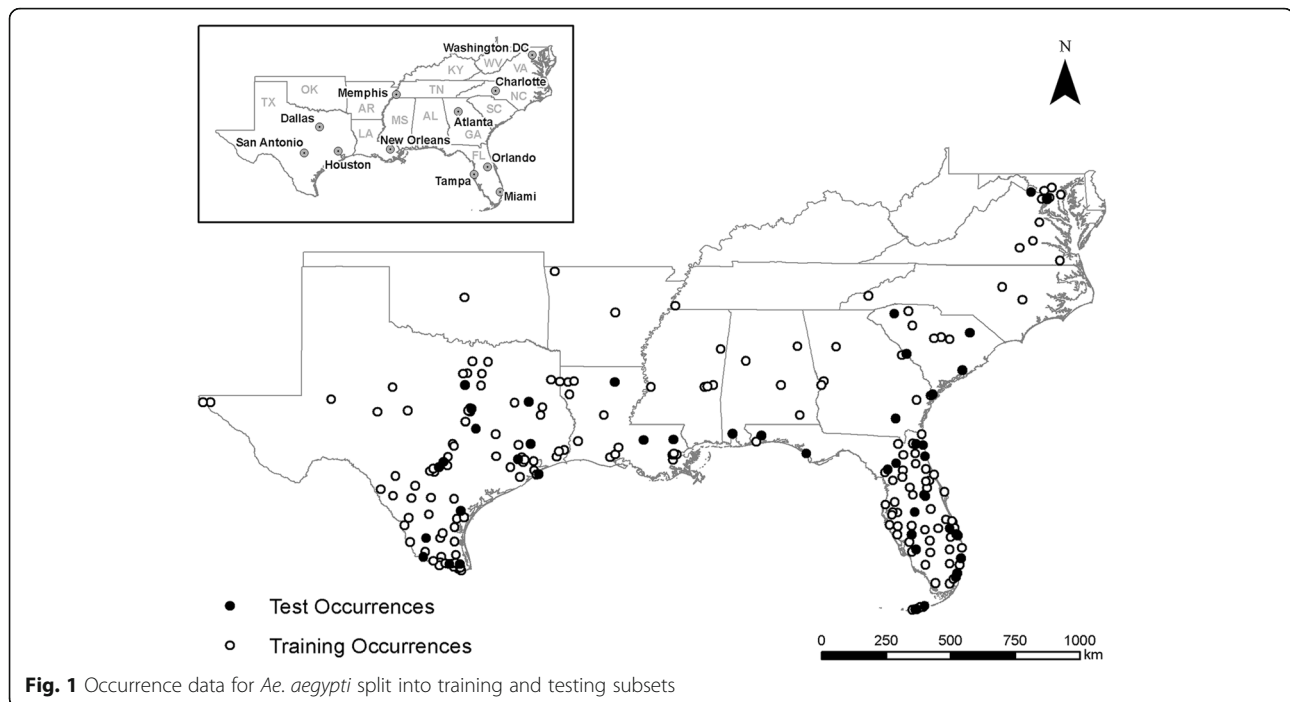 Washington DC
WV
KY
VA
Charlotte
OK
Memphis
TN
NC
TX
AR
SC
Dallas
MS
AL
Atlanta
LA
GA
San Antonio
New Orleans
FL
Orlando
Houston
Tampa
Miami
N
Test Occurrences
Training Occurrences
0 250 500 750 1000
km
Fig. 1 Occurrence data for Ae. aegypti split into training and testing subsets